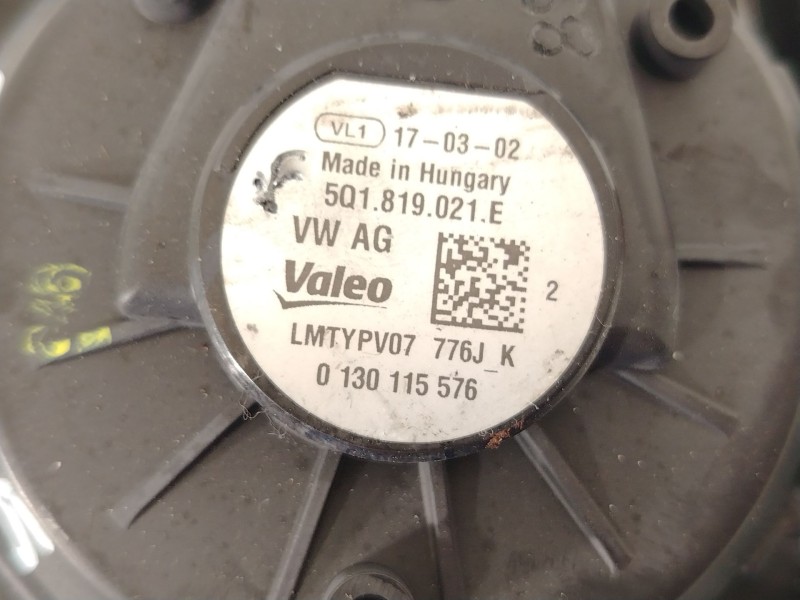 VL1 17-03-02
Made in Hungary
5Q1.819.021.E
VW AG
Valeo
2
LMTYPV07 776J_K
0 130 115 576